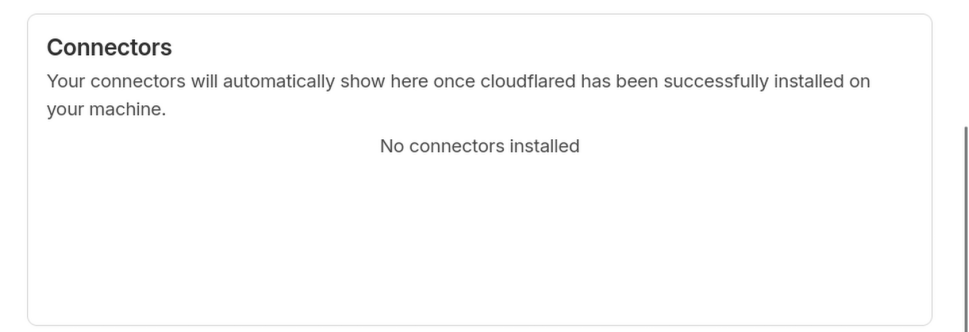 Connectors
Your connectors will automatically show here once cloudflared has been successfully installed on
your machine.
No connectors installed